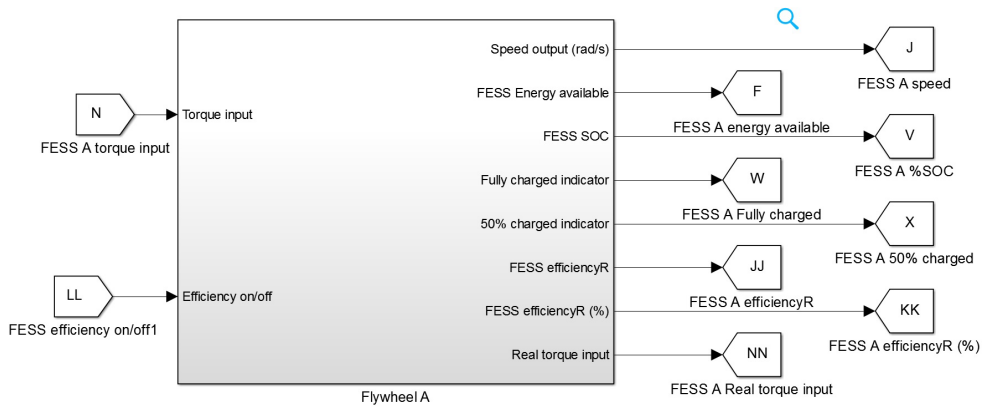 Speed output (rad/s)
J
FESS A speed
FESS Energy available
F
FESS A energy available
N
Torque input
FESS A torque input
FESS SOC
V
FESS A %SOC
Fully charged indicator
W
FESS A Fully charged
50% charged indicator
X
FESS A 50% charged
FESS efficiencyR
JJ
FESS A efficiencyR
LL
Efficiency on/off
FESS efficiency on/off1
FESS efficiencyR (%)
KK
FESS A efficiencyR (%)
Real torque input
NN
FESS A Real torque input
Flywheel A